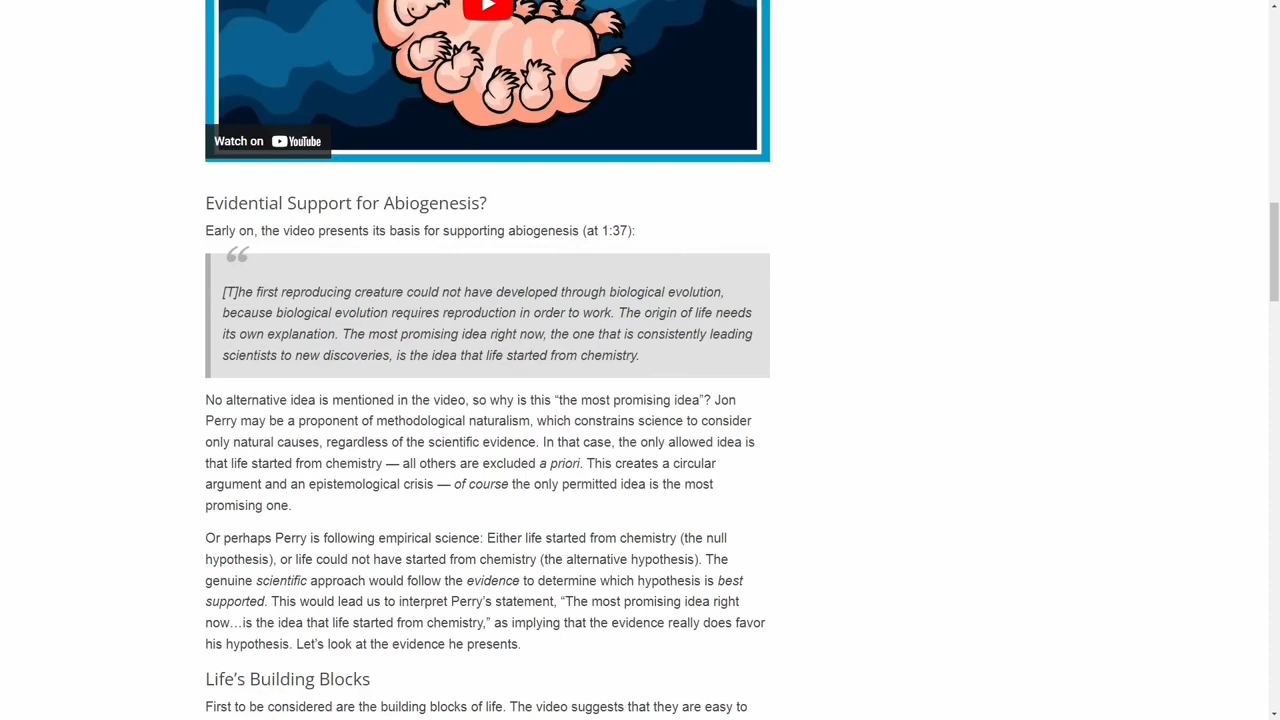 Watch on YouTube
Evidential Support for Abiogenesis?
Early on, the video presents its basis for supporting abiogenesis (at 1:37):
“
[T]he first reproducing creature could not have developed through biological evolution,
because biological evolution requires reproduction in order to work. The origin of life needs
its own explanation. The most promising idea right now, the one that is consistently leading
scientists to new discoveries, is the idea that life started from chemistry.
No alternative idea is mentioned in the video, so why is this “the most promising idea”? Jon
Perry may be a proponent of methodological naturalism, which constrains science to consider
only natural causes, regardless of the scientific evidence. In that case, the only allowed idea is
that life started from chemistry — all others are excluded a priori. This creates a circular
argument and an epistemological crisis — of course the only permitted idea is the most
promising one.
Or perhaps Perry is following empirical science: Either life started from chemistry (the null
hypothesis), or life could not have started from chemistry (the alternative hypothesis). The
genuine scientific approach would follow the evidence to determine which hypothesis is best
supported. This would lead us to interpret Perry’s statement, “The most promising idea right
now…is the idea that life started from chemistry,” as implying that the evidence really does favor
his hypothesis. Let’s look at the evidence he presents.
Life’s Building Blocks
First to be considered are the building blocks of life. The video suggests that they are easy to